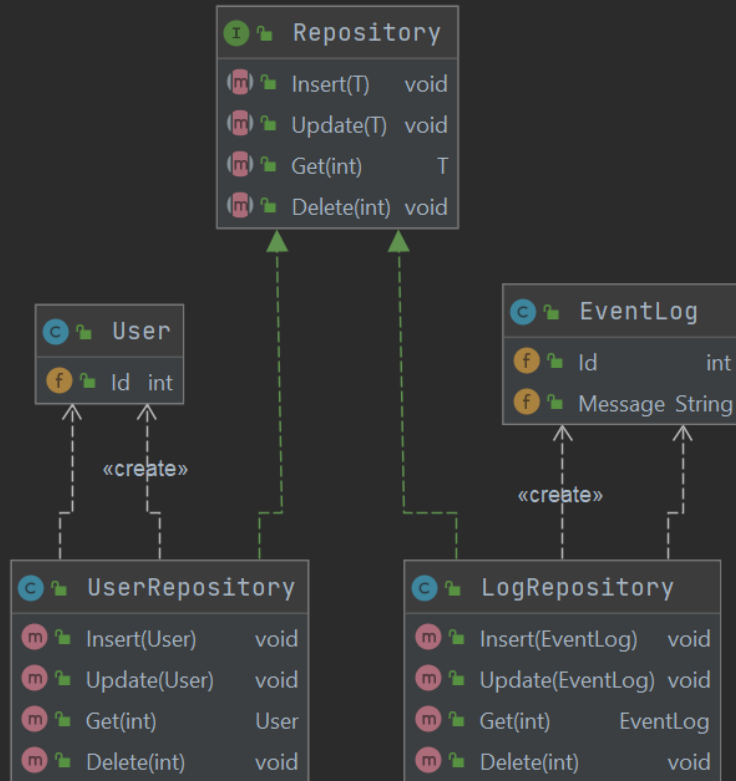 Repository
Insert(T) void
Update(T) void
Get(int) T
Delete(int) void
User
Id int
EventLog
Id int
Message String
«create»
«create»
UserRepository
Insert(User) void
Update(User) void
Get(int) User
Delete(int) void
LogRepository
Insert(EventLog) void
Update(EventLog) void
Get(int) EventLog
Delete(int) void